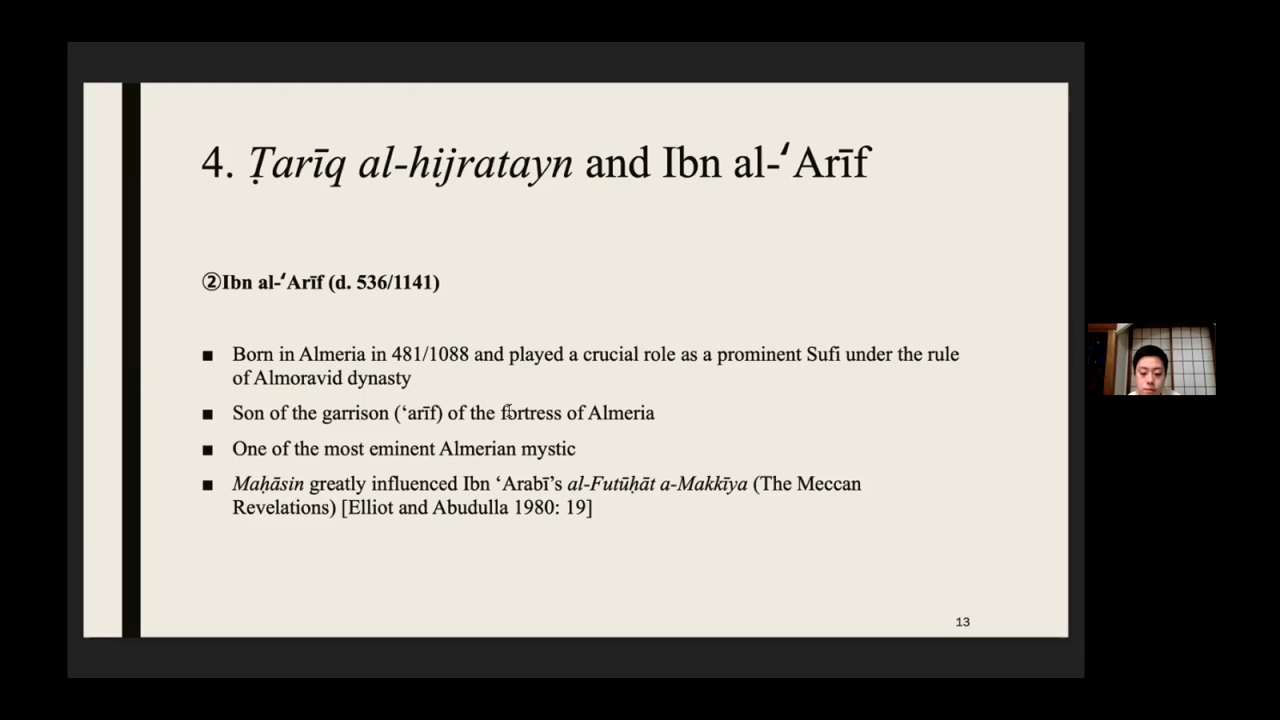 4. Ṭarīq al-hijratayn and Ibn al-ʻArīf
②Ibn al-ʻArīf (d. 536/1141)
■ Born in Almeria in 481/1088 and played a crucial role as a prominent Sufi under the rule
of Almoravid dynasty
■ Son of the garrison (‘arīf) of the fortress of Almeria
■ One of the most eminent Almerian mystic
■ Maḥāsin greatly influenced Ibn ‘Arabī’s al-Futūḥāt a-Makkīya (The Meccan
Revelations) [Elliot and Abudulla 1980: 19]
13